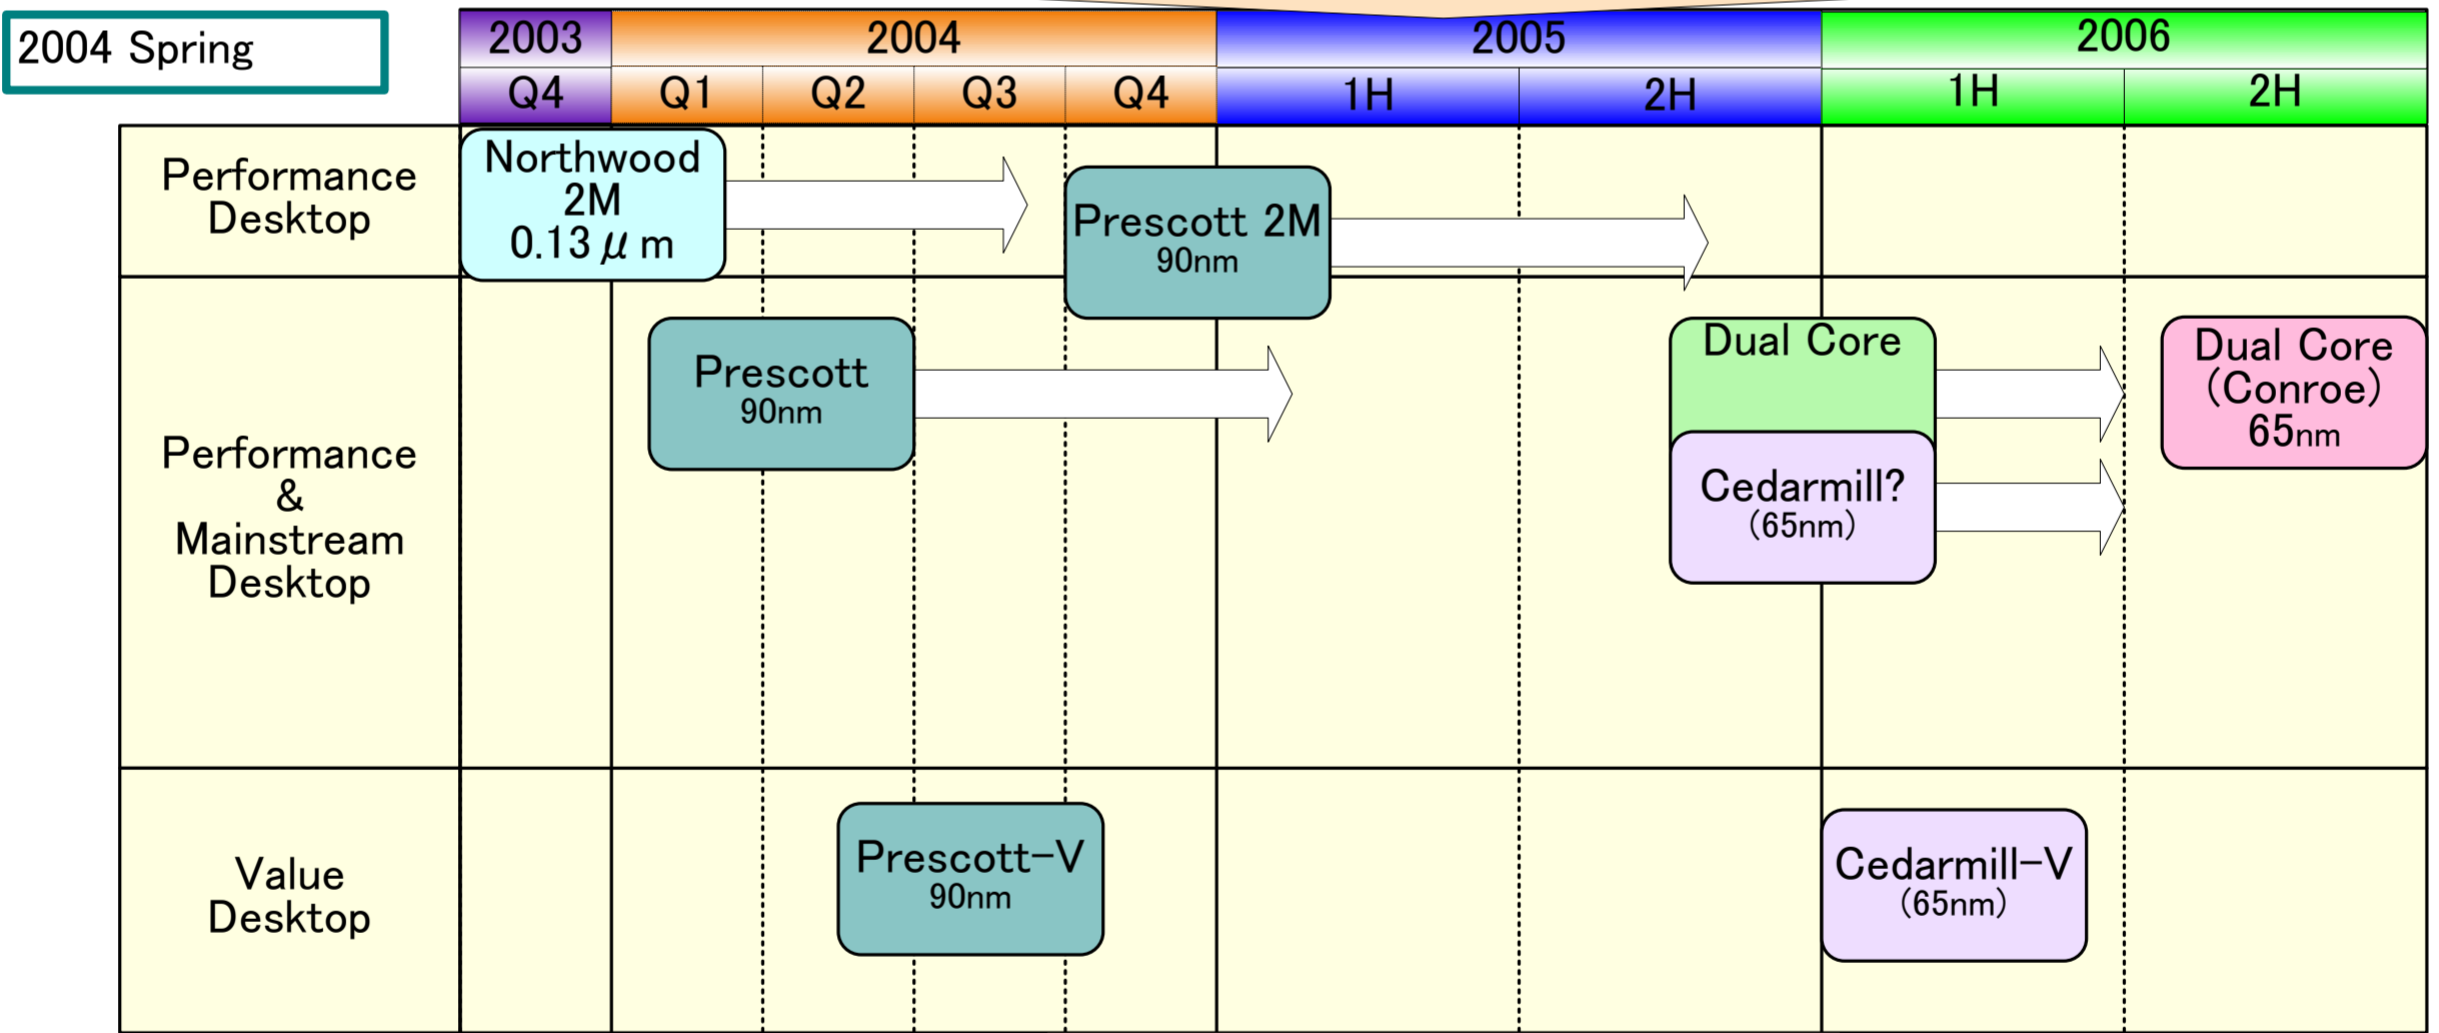 2004 Spring
2003
2004
2005
2006
Q4
Q1
Q2
Q3
Q4
1H
2H
1H
2H
Performance
Desktop
Northwood
2M
0.13μm
Prescott 2M
90nm
Performance
&
Mainstream
Desktop
Prescott
90nm
Dual Core
Cedarmill?
(65nm)
Dual Core
(Conroe)
65nm
Value
Desktop
Prescott-V
90nm
Cedarmill-V
(65nm)